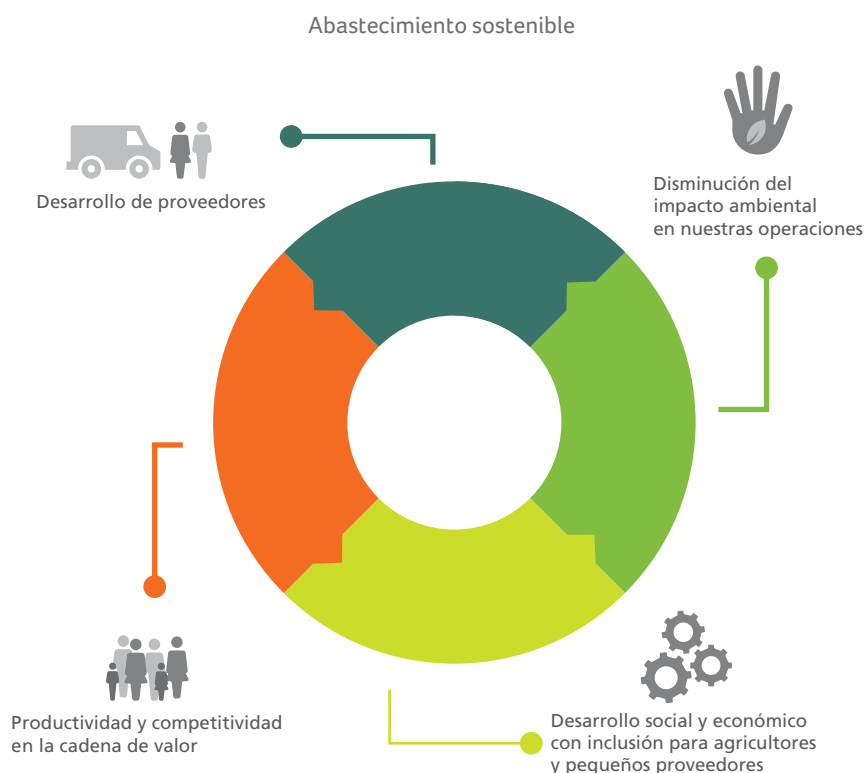 Abastecimiento sostenible
Desarrollo de proveedores
Disminución del
impacto ambiental
en nuestras operaciones
Productividad y competitividad
en la cadena de valor
Desarrollo social y económico
con inclusión para agricultores
y pequeños proveedores